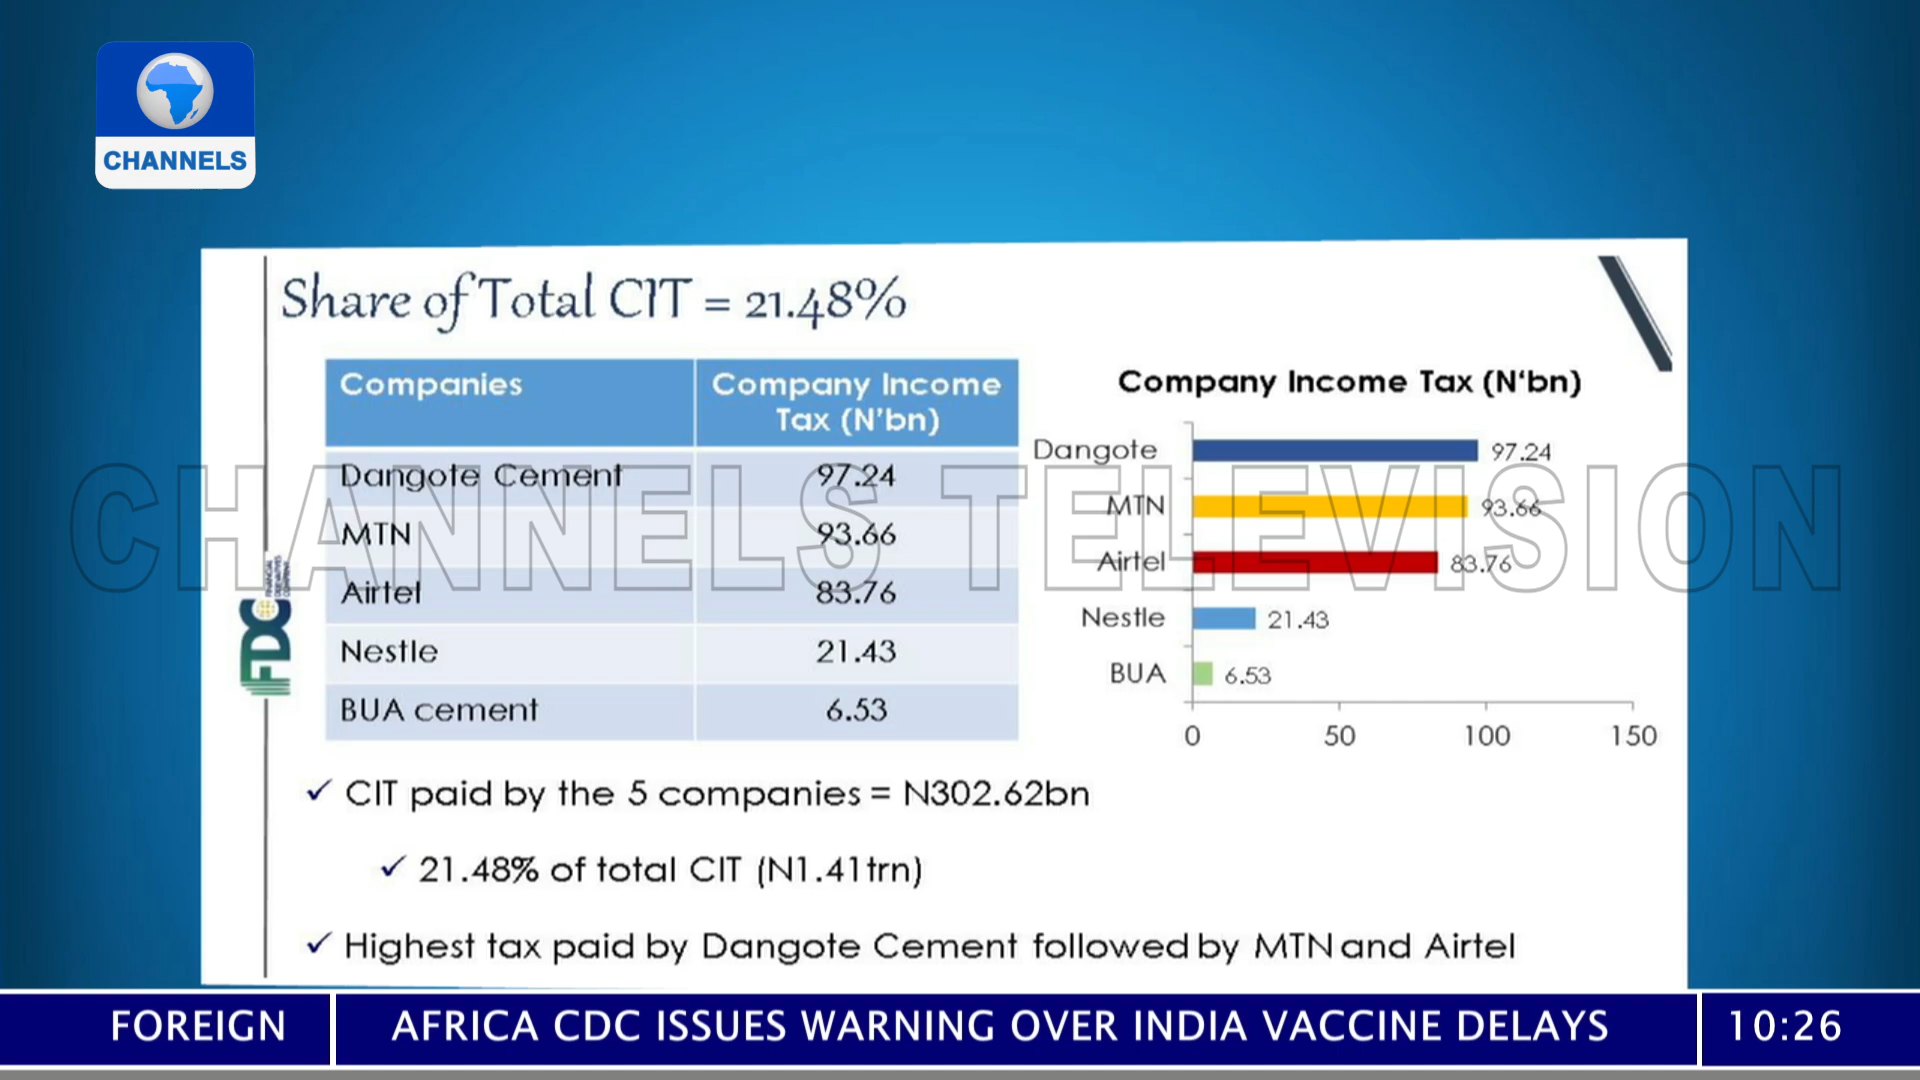 CHANNELS
Share of Total CIT = 21.48%
Companies
Company Income
Tax (N'bn)
Dangote Cement 97.24
MTN 93.66
Airtel 83.76
Nestle 21.43
BUA cement 6.53
Company Income Tax (N'bn)
Dangote 97.24
MTN 93.66
Airtel 83.76
Nestle 21.43
BUA 6.53
0 50 100 150
CHANNELS TELEVISION
FDC
FINANCIAL
DERIVATIVES
COMPANY
✓ CIT paid by the 5 companies = N302.62bn
✓ 21.48% of total CIT (N1.41trn)
✓ Highest tax paid by Dangote Cement followed by MTN and Airtel
FOREIGN
AFRICA CDC ISSUES WARNING OVER INDIA VACCINE DELAYS
10:26